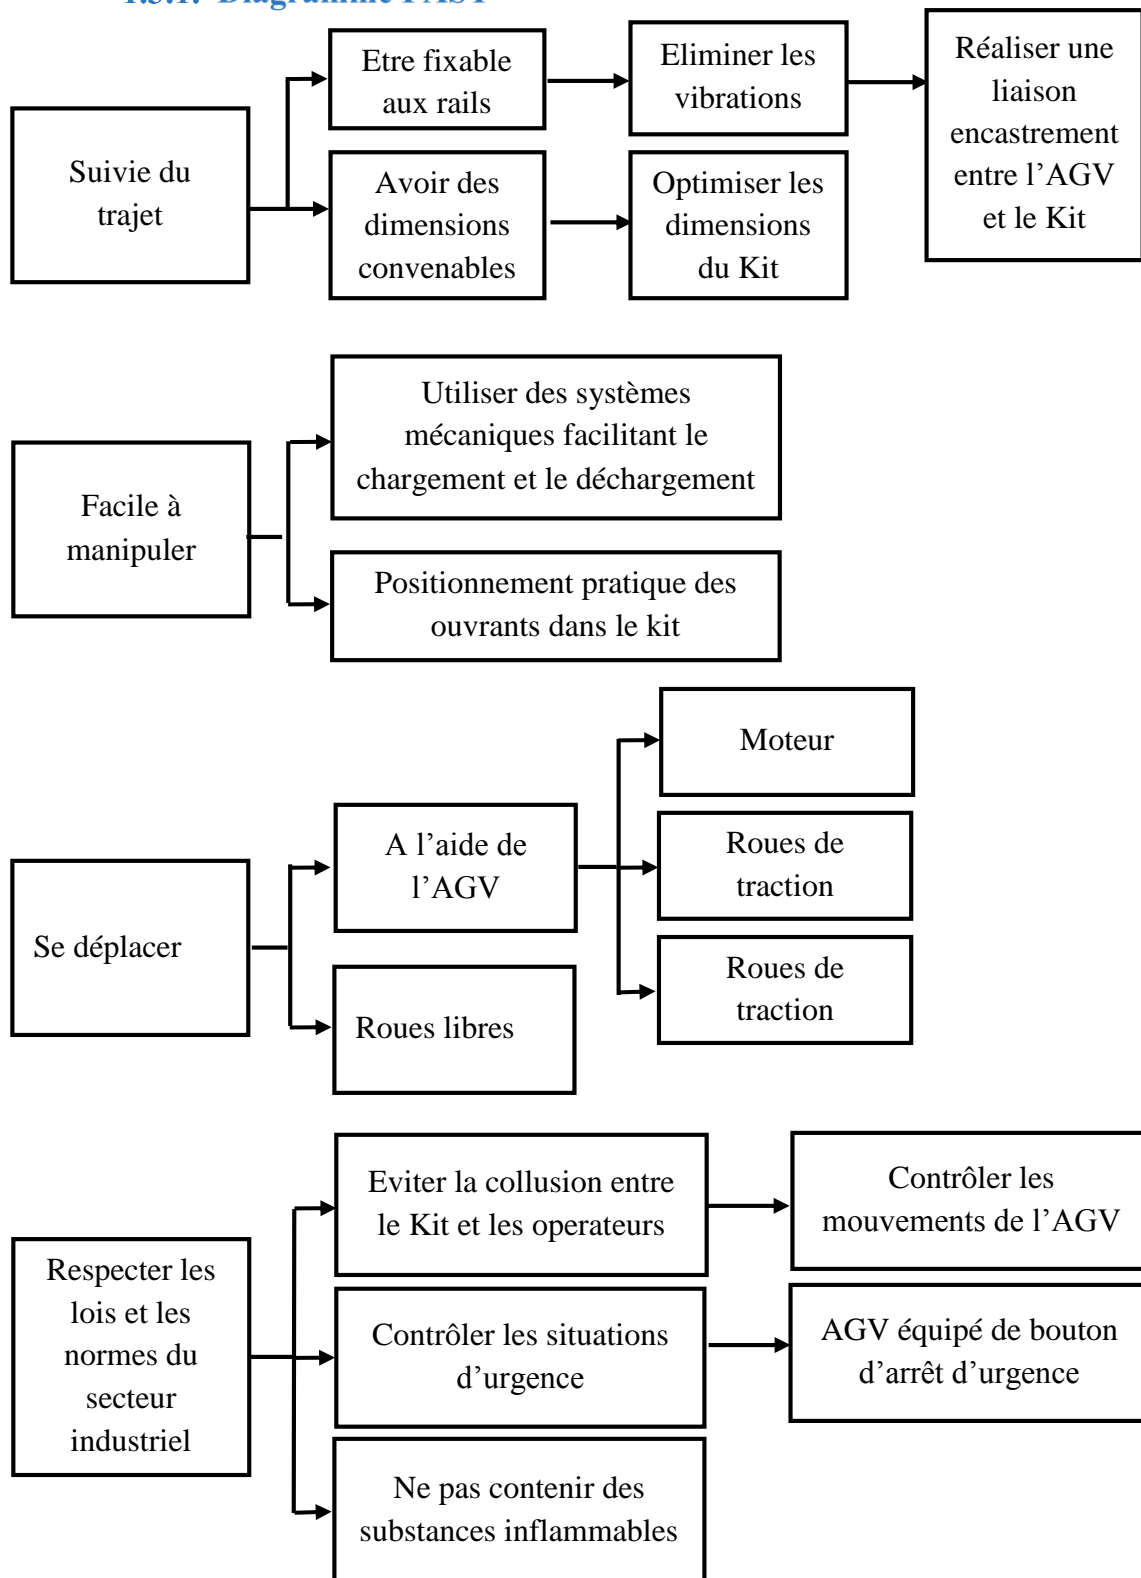 1.3.1. Diagramme FAST
Suivie du
trajet
Etre fixable
aux rails
Eliminer les
vibrations
Réaliser une
liaison
encastrement
entre l’AGV
et le Kit
Avoir des
dimensions
convenables
Optimiser les
dimensions
du Kit
Facile à
manipuler
Utiliser des systèmes
mécaniques facilitant le
chargement et le déchargement
Positionnement pratique des
ouvrants dans le kit
Se déplacer
A l’aide de
l’AGV
Moteur
Roues de
traction
Roues de
traction
Roues libres
Respecter les
lois et les
normes du
secteur
industriel
Eviter la collusion entre
le Kit et les operateurs
Contrôler les
mouvements de l’AGV
Contrôler les situations
d’urgence
AGV équipé de bouton
d’arrêt d’urgence
Ne pas contenir des
substances inflammables